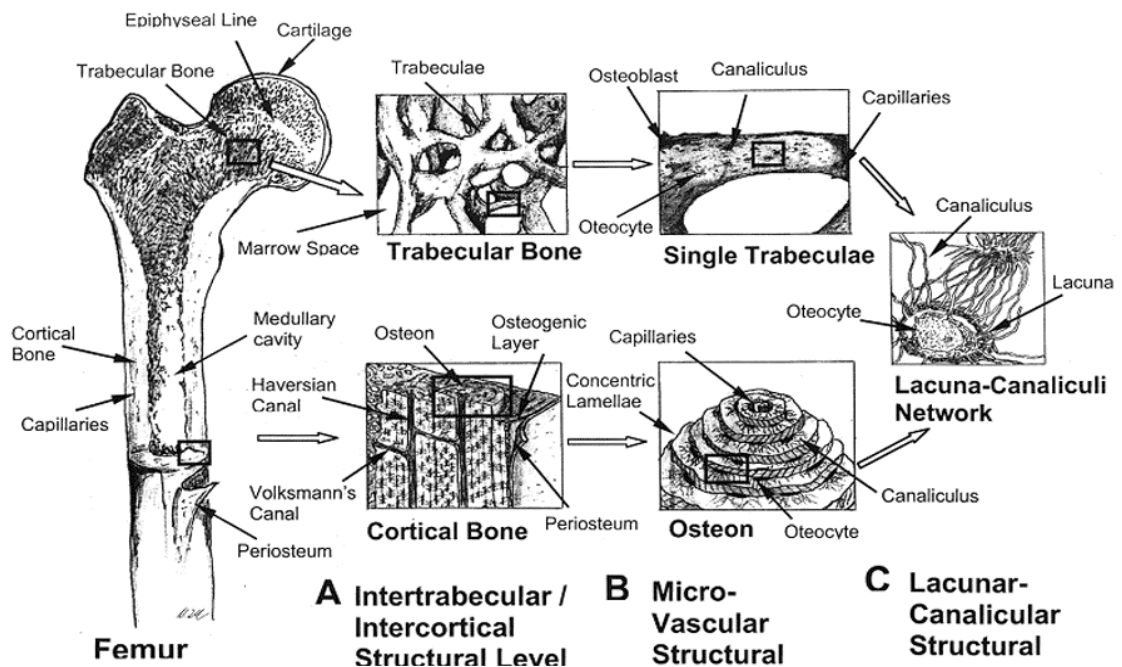 Epiphyseal Line
Cartilage
Trabecular Bone
Cortical
Bone
Medullary
cavity
Capillaries
Periosteum
Femur
Trabeculae
Marrow Space
Trabecular Bone
Osteoblast
Canaliculus
Capillaries
Oteocyte
Single Trabeculae
Canaliculus
Oteocyte
Lacuna
Lacuna-Canaliculi
Network
Osteon
Osteogenic
Layer
Haversian
Canal
Volksmann's
Canal
Periosteum
Cortical Bone
Capillaries
Concentric
Lamellae
Canaliculus
Oteocyte
Osteon
A Intertrabecular /
Intercortical
Structural Level
B Micro-
Vascular
Structural
C Lacunar-
Canalicular
Structural